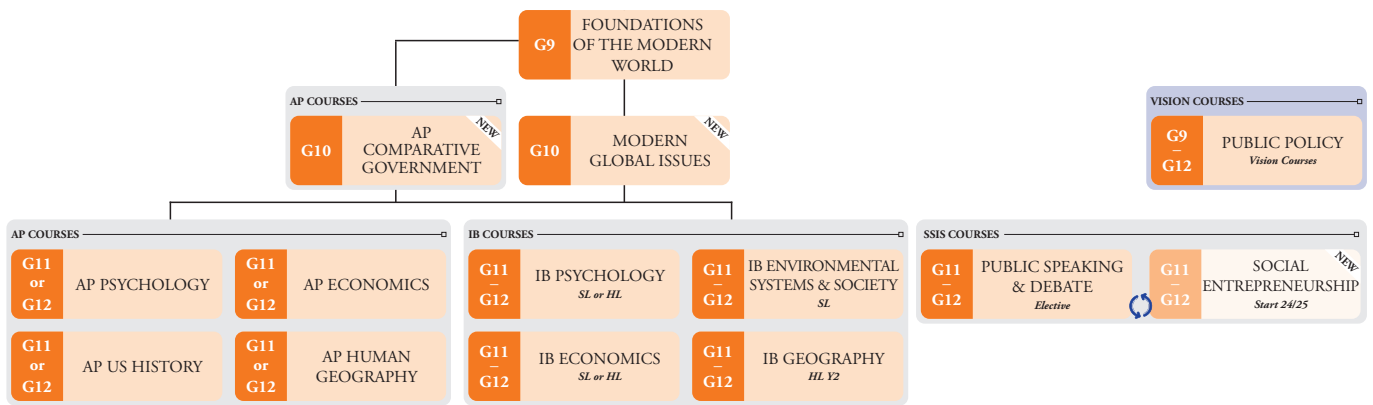 G9
FOUNDATIONS
OF THE MODERN
WORLD
AP COURSES
G10
AP
COMPARATIVE
GOVERNMENT
NEW
G10
MODERN
GLOBAL ISSUES
NEW
VISION COURSES
G9
–
G12
PUBLIC POLICY
Vision Courses
AP COURSES
G11
or
G12
AP PSYCHOLOGY
G11
or
G12
AP ECONOMICS
G11
or
G12
AP US HISTORY
G11
or
G12
AP HUMAN
GEOGRAPHY
IB COURSES
G11
–
G12
IB PSYCHOLOGY
SL or HL
G11
–
G12
IB ENVIRONMENTAL
SYSTEMS & SOCIETY
SL
G11
–
G12
IB ECONOMICS
SL or HL
G11
–
G12
IB GEOGRAPHY
HL Y2
SSIS COURSES
G11
–
G12
PUBLIC SPEAKING
& DEBATE
Elective
G11
–
G12
SOCIAL
ENTREPRENEURSHIP
Start 24/25
NEW